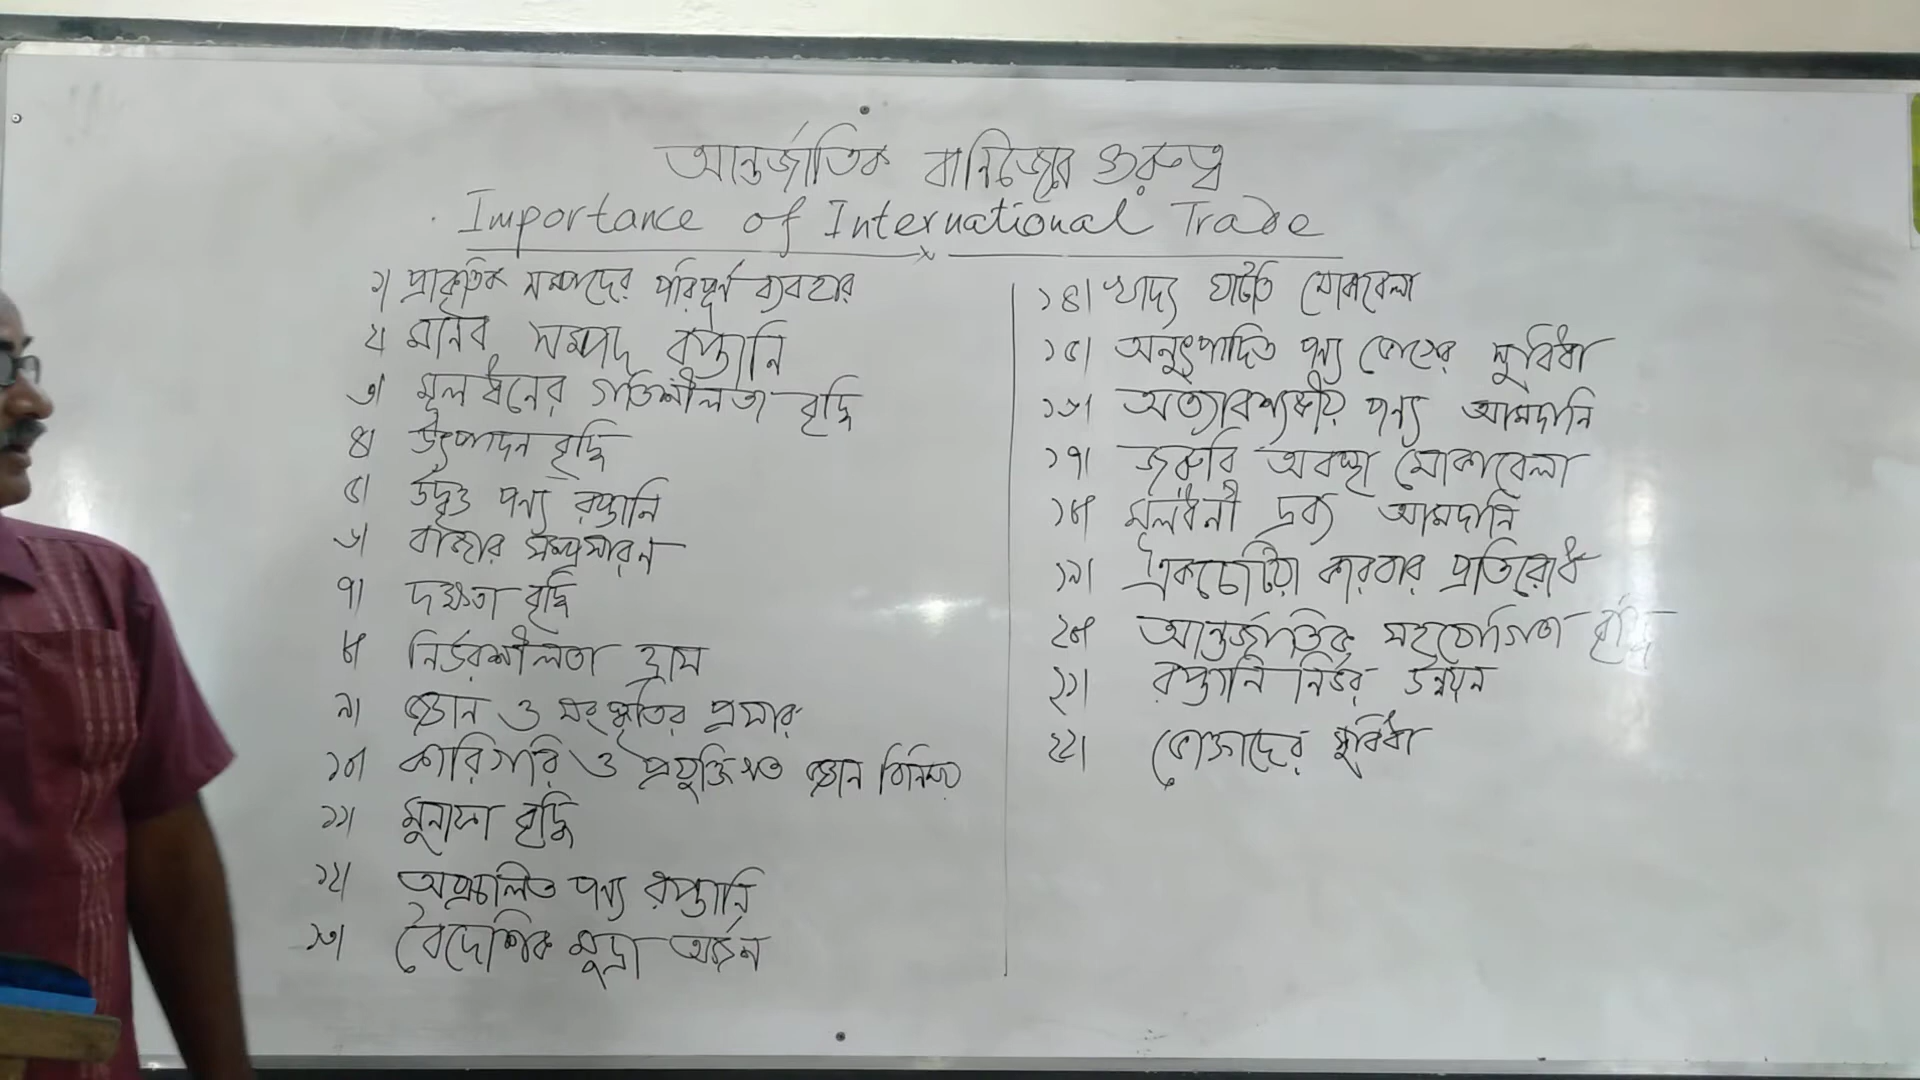 আন্তর্জাতিক বানিজ্যের গুরুত্ব
Importance of International Trade
১। প্রাকৃতিক সম্পদের পরিপূর্ণ ব্যবহার
২। মানব সম্পদ রপ্তানি
৩। মূলধনের গতিশীলতা বৃদ্ধি
৪। উৎপাদন বৃদ্ধি
৫। উদ্বৃত্ত পন্য রপ্তানি
৬। বাজার সম্প্রসারন
৭। দক্ষতা বৃদ্ধি
৮। নির্ভরশীলতা হ্রাস
৯। জ্ঞান ও সংস্কৃতির প্রসার
১০। কারিগরি ও প্রযুক্তিগত জ্ঞান বিনিময়
১১। মুনাফা বৃদ্ধি
১২। অপ্রচলিত পন্য রপ্তানি
১৩। বৈদেশিক মুদ্রা অর্জন
১৪। খাদ্য ঘাটতি মোকাবেলা
১৫। অনুৎপাদিত পন্য ভোগের সুবিধা
১৬। অত্যাবশ্যকীয় পন্য আমদানি
১৭। জরুরি অবস্থা মোকাবেলা
১৮। মূলধনী দ্রব্য আমদানি
১৯। একচেটিয়া কারবার প্রতিরোধ
২০। আন্তর্জাতিক সহযোগিতা বৃদ্ধি
২১। রপ্তানি নির্ভর উন্নয়ন
২২। ভোক্তাদের সুবিধা